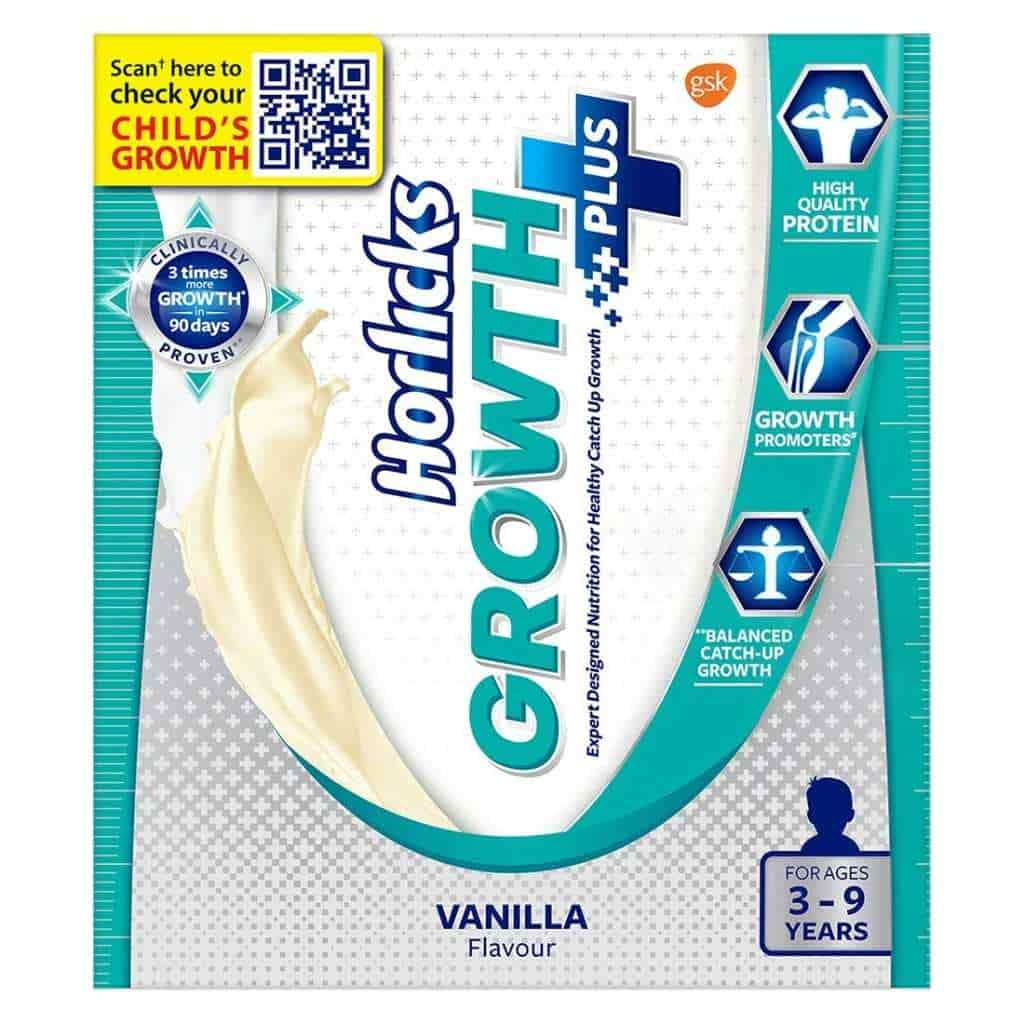 Scan† here to
check your
CHILD'S
GROWTH
gsk
CLINICALLY
3 times
more
GROWTH*
in
90 days
PROVEN**
Horlicks
GROWTH
PLUS
Expert Designed Nutrition for Healthy Catch Up Growth
HIGH
QUALITY
PROTEIN
GROWTH
PROMOTERS#
**BALANCED
CATCH-UP
GROWTH
VANILLA
Flavour
FOR AGES
3 – 9
YEARS